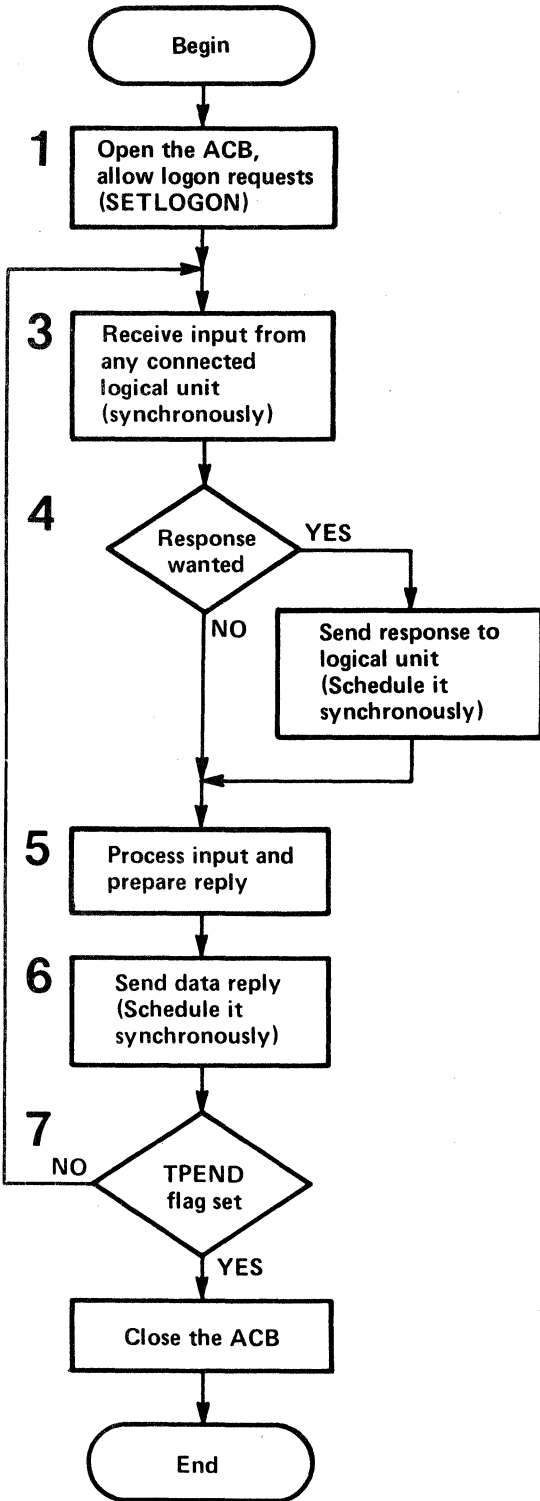 Begin
1
Open the ACB,
allow logon requests
(SETLOGON)
3
Receive input from
any connected
logical unit
(synchronously)
4
Response
wanted
YES
NO
Send response to
logical unit
(Schedule it
synchronously)
5
Process input and
prepare reply
6
Send data reply
(Schedule it
synchronously)
7
NO
TPEND
flag set
YES
Close the ACB
End